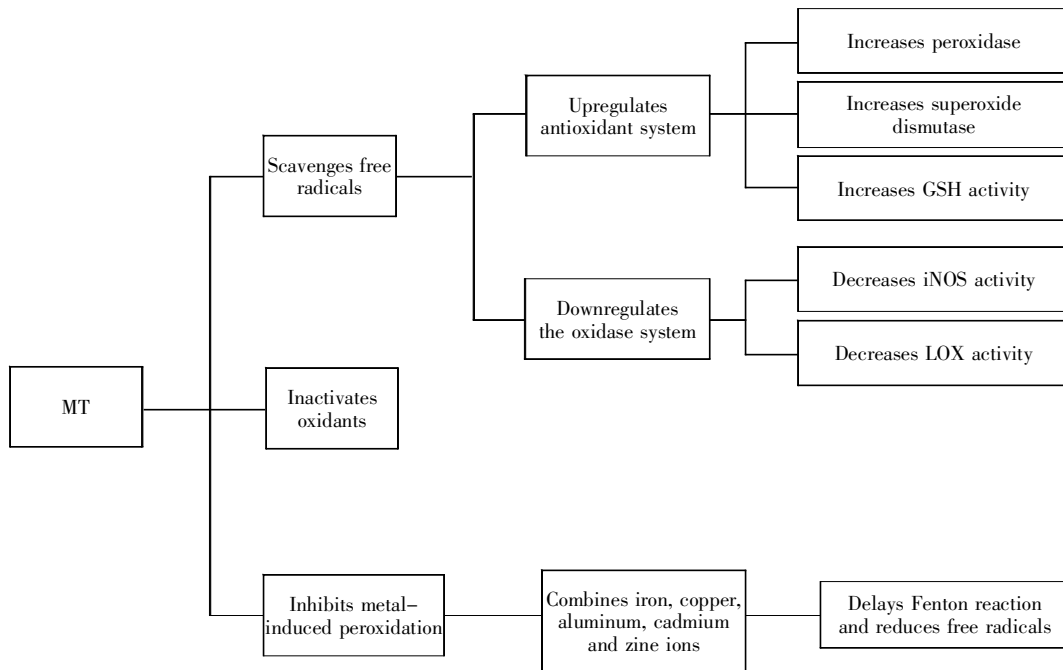 MT
Scavenges free
radicals
Upregulates
antioxidant system
Increases peroxidase
Increases superoxide
dismutase
Increases GSH activity
Downregulates
the oxidase system
Decreases iNOS activity
Decreases LOX activity
Inactivates
oxidants
Inhibits metal-
induced peroxidation
Combines iron, copper,
aluminum, cadmium
and zine ions
Delays Fenton reaction
and reduces free radicals